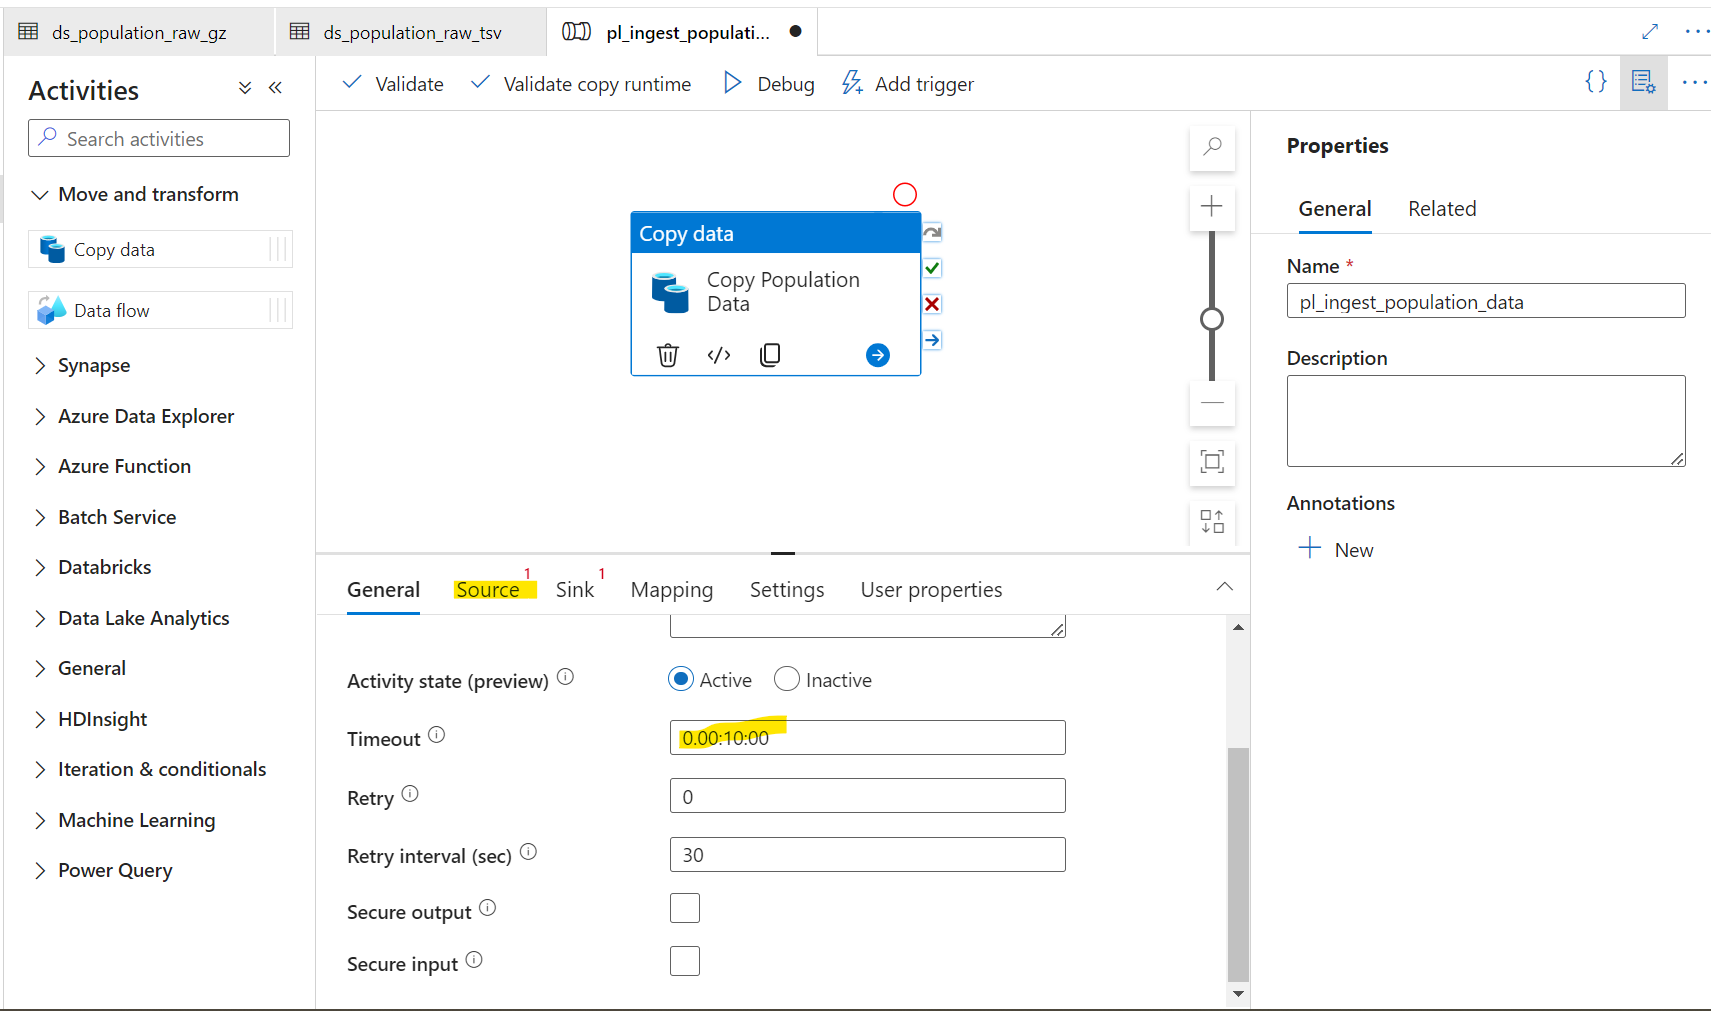 ds_population_raw_gz
ds_population_raw_tsv
pl_ingest_populati...
Activities
Search activities
Move and transform
Copy data
Data flow
Synapse
Azure Data Explorer
Azure Function
Batch Service
Databricks
Data Lake Analytics
General
HDInsight
Iteration & conditionals
Machine Learning
Power Query
Validate
Validate copy runtime
Debug
Add trigger
Copy data
Copy Population
Data
General
Source 1
Sink 1
Mapping
Settings
User properties
Activity state (preview)
Active
Inactive
Timeout
0.00:10:00
Retry
0
Retry interval (sec)
30
Secure output
Secure input
Properties
General
Related
Name *
pl_ingest_population_data
Description
Annotations
New